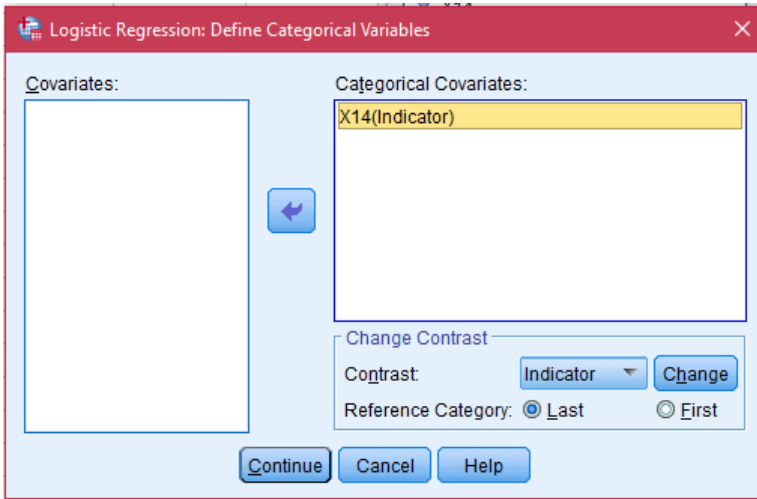 Logistic Regression: Define Categorical Variables
Covariates:
Categorical Covariates:
X14(Indicator)
Change Contrast
Contrast: Indicator Change
Reference Category: Last First
Continue Cancel Help